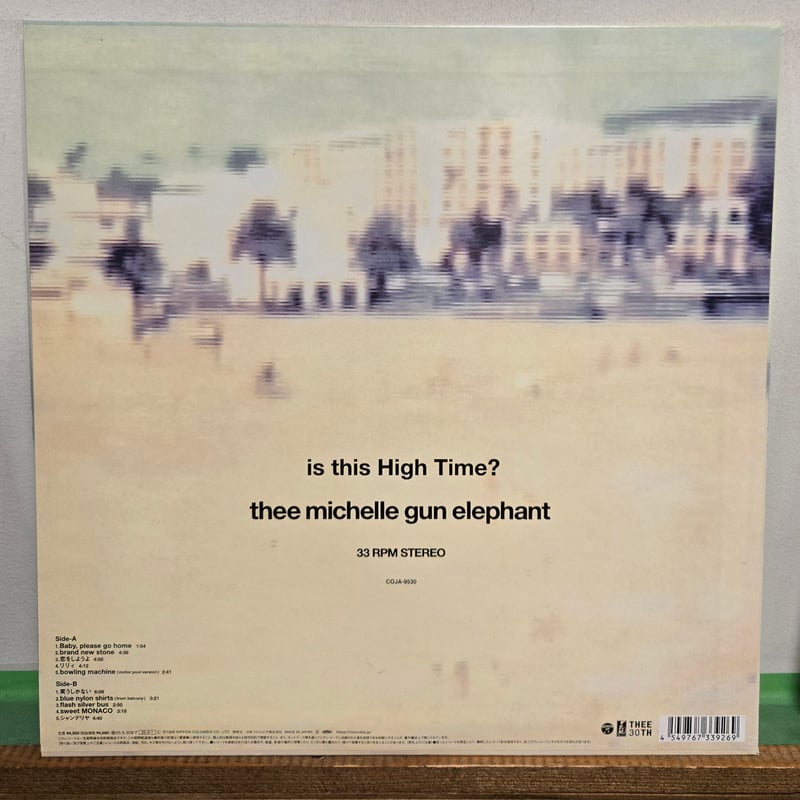 is this High Time?
thee michelle gun elephant
33 RPM STEREO
COJA-9530
Side-A
1.Baby, please go home 1:54
2.brand new stone 4:38
3.恋をしようよ 4:56
4.リリィ 4:12
5.bowling machine (motor pool version) 2:41
Side-B
1.笑うしかない 6:09
2.blue nylon shirts (from balcony) 3:21
3.flash silver bus 2:50
4.sweet MONACO 3:18
5.シャンデリヤ 4:40
THEE
30TH
4 549767 339269